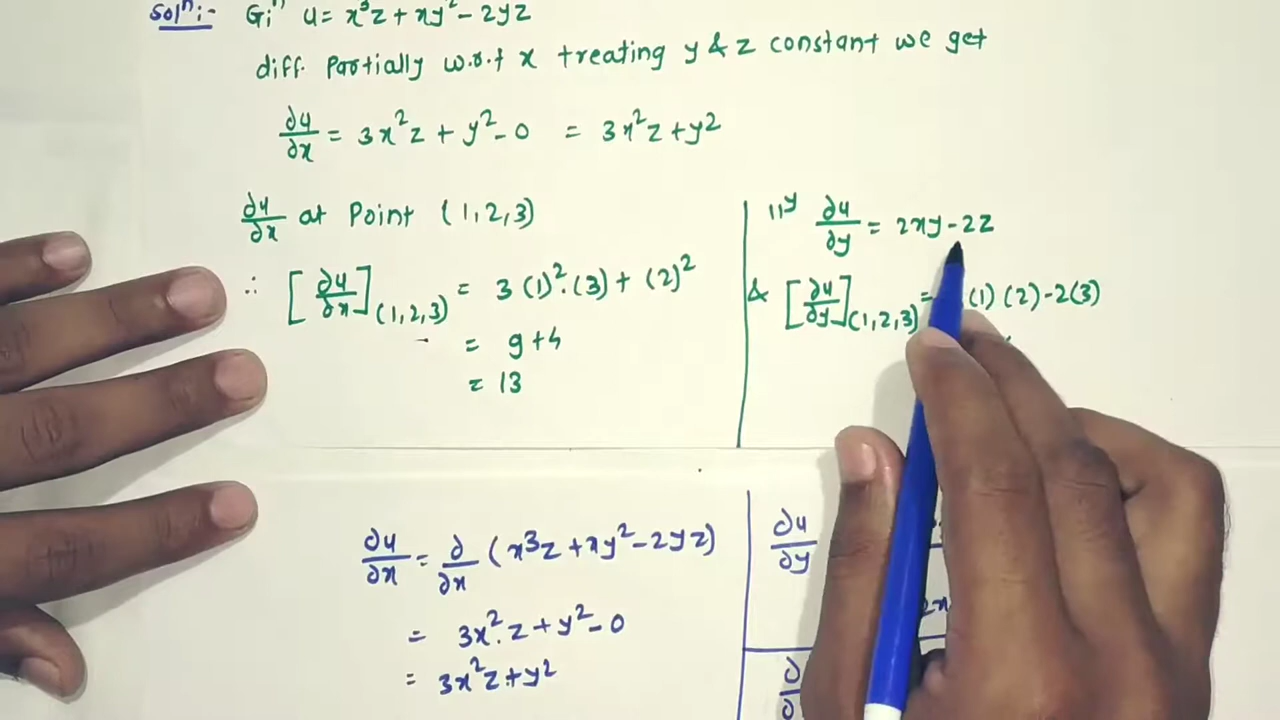 Solⁿ:- Giⁿ u = x³z + xy² - 2yz
diff. Partially w.r.t x treating y & z constant we get
∂u/∂x = 3x²z + y² - 0 = 3x²z + y²
∂u/∂x at Point (1,2,3)
∴ [∂u/∂x](1,2,3) = 3(1)².(3) + (2)²
= 9+4
= 13
||ʸ ∂u/∂y = 2xy - 2z
& [∂u/∂y](1,2,3) = (1)(2) - 2(3)
∂u/∂x = ∂/∂x (x³z + xy² - 2yz)
= 3x².z + y² - 0
= 3x²z + y²
∂u/∂y